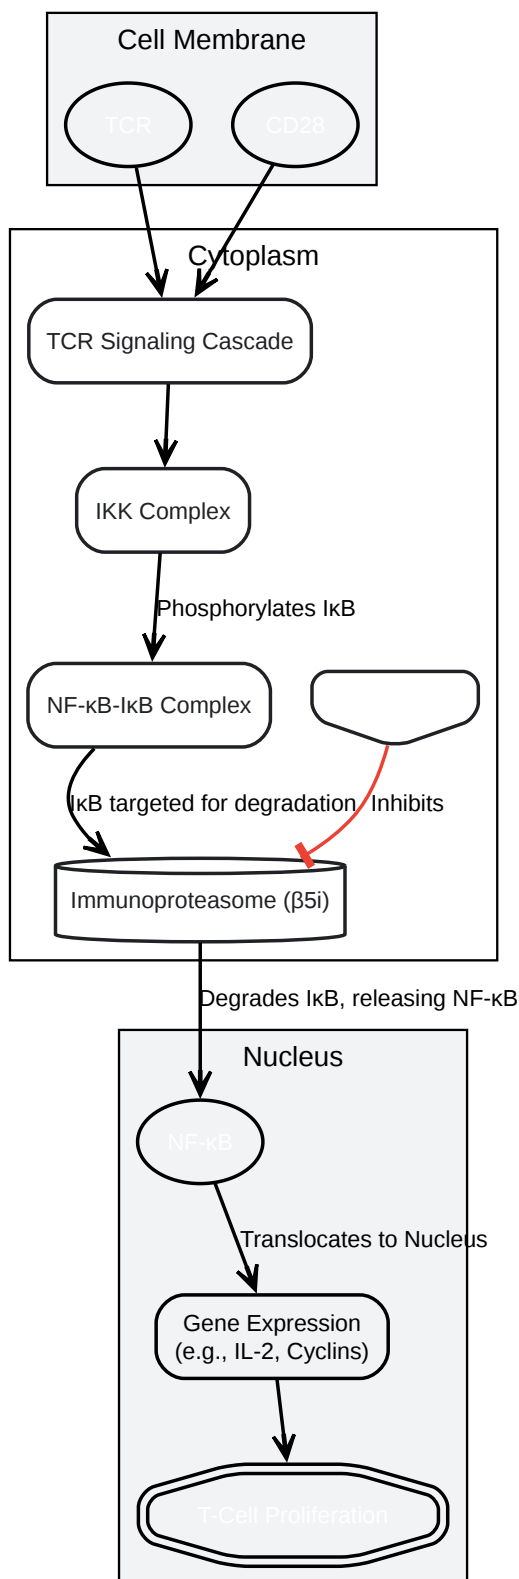 Cell Membrane
TCR
CD28
Cytoplasm
TCR Signaling Cascade
IKK Complex
Phosphorylates IκB
NF-κB-IκB Complex
IκB targeted for degradation
Inhibits
Immunoproteasome (β5i)
Degrades IκB, releasing NF-κB
Nucleus
NF-κB
Translocates to Nucleus
Gene Expression
(e.g., IL-2, Cyclins)
T-Cell Proliferation